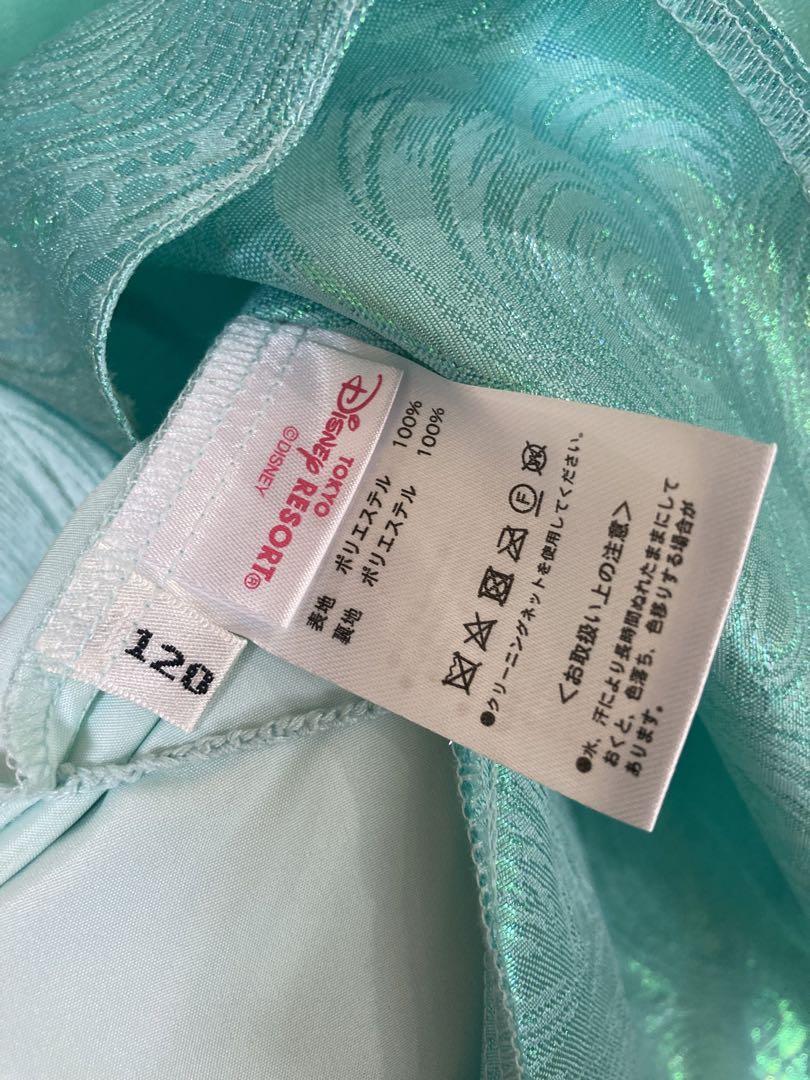 Disney
TOKYO
RESORT®
©DISNEY
表地 ポリエステル 100%
裏地 ポリエステル 100%
●クリーニングネットを使用してください。
＜お取扱い上の注意＞
●水、汗により長時間ぬれたままにして
おくと、色落ち、色移りする場合が
あります。
120